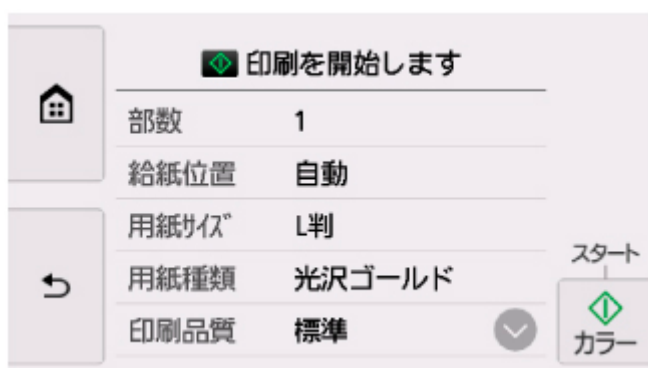 印刷を開始します
部数 1
給紙位置 自動
用紙サイズ L判
用紙種類 光沢ゴールド
印刷品質 標準
スタート
カラー